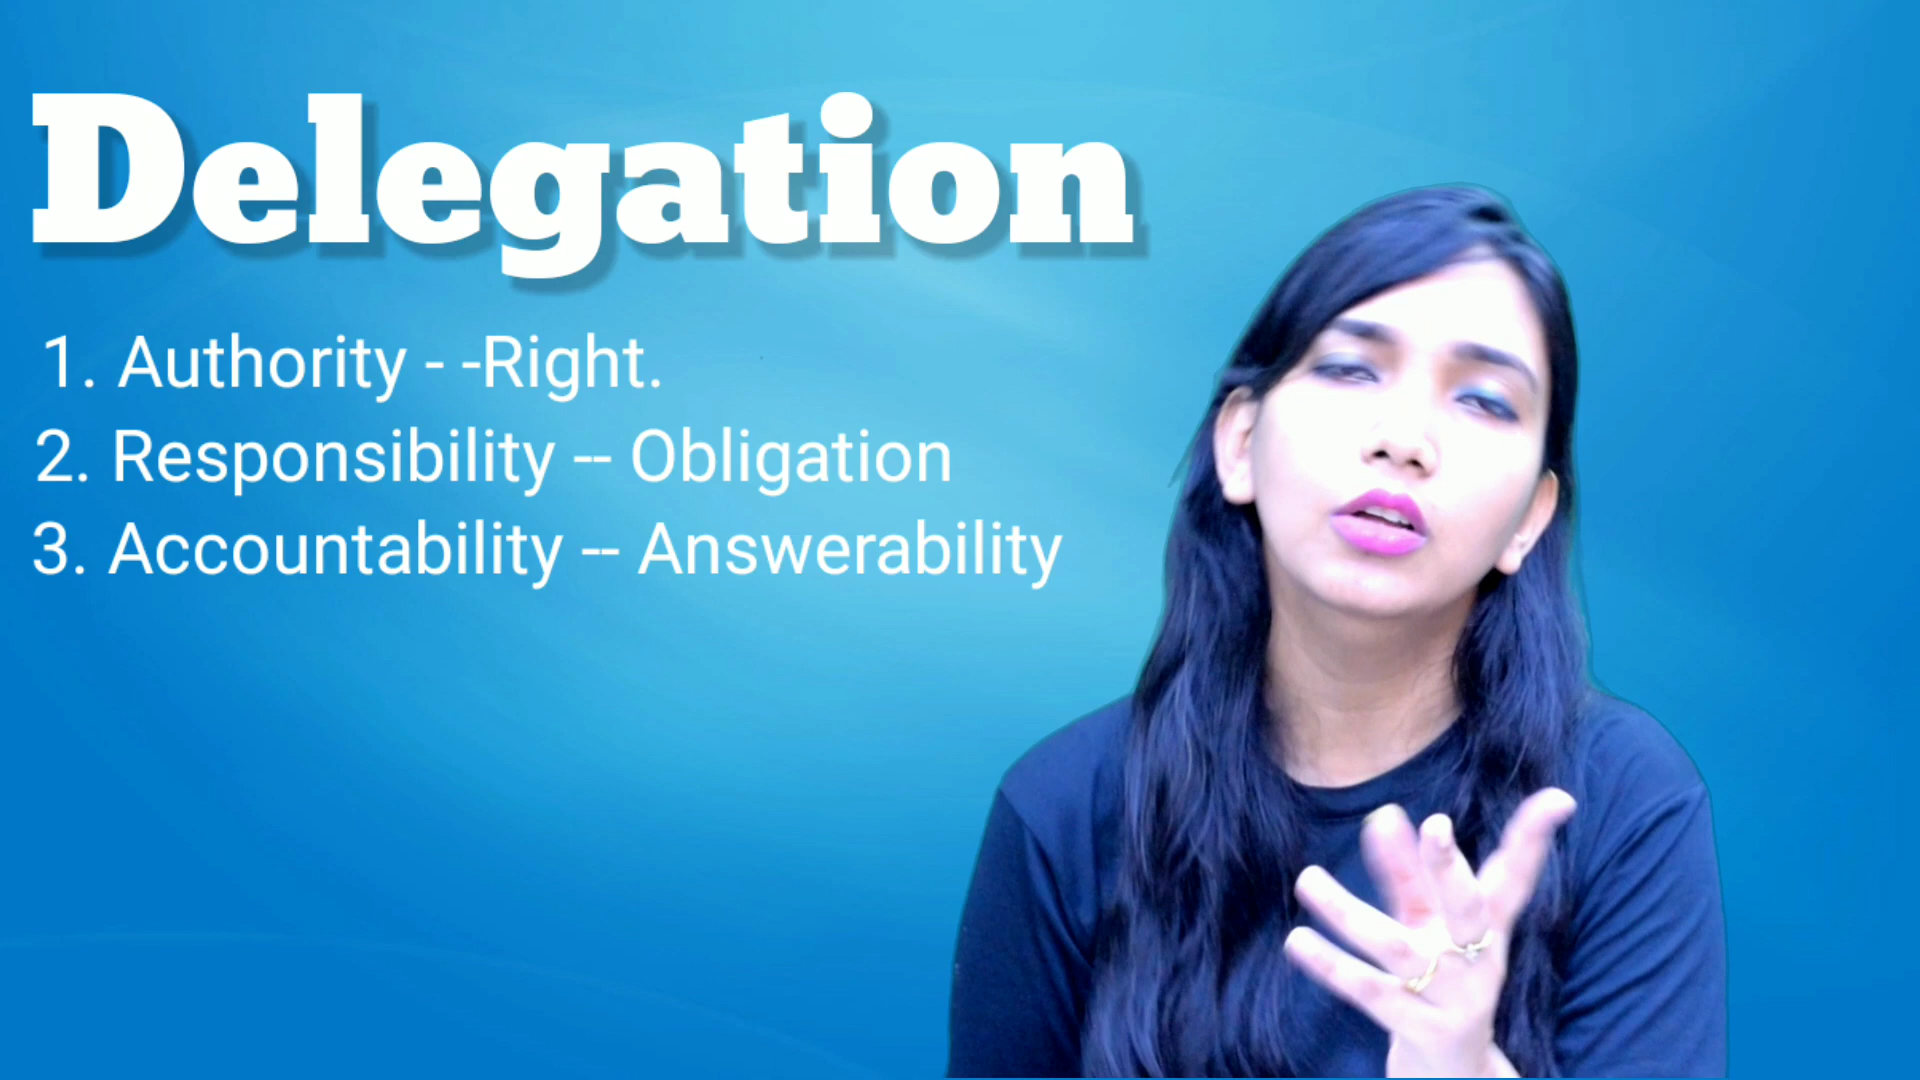 Delegation
1. Authority - -Right.
2. Responsibility -- Obligation
3. Accountability -- Answerability